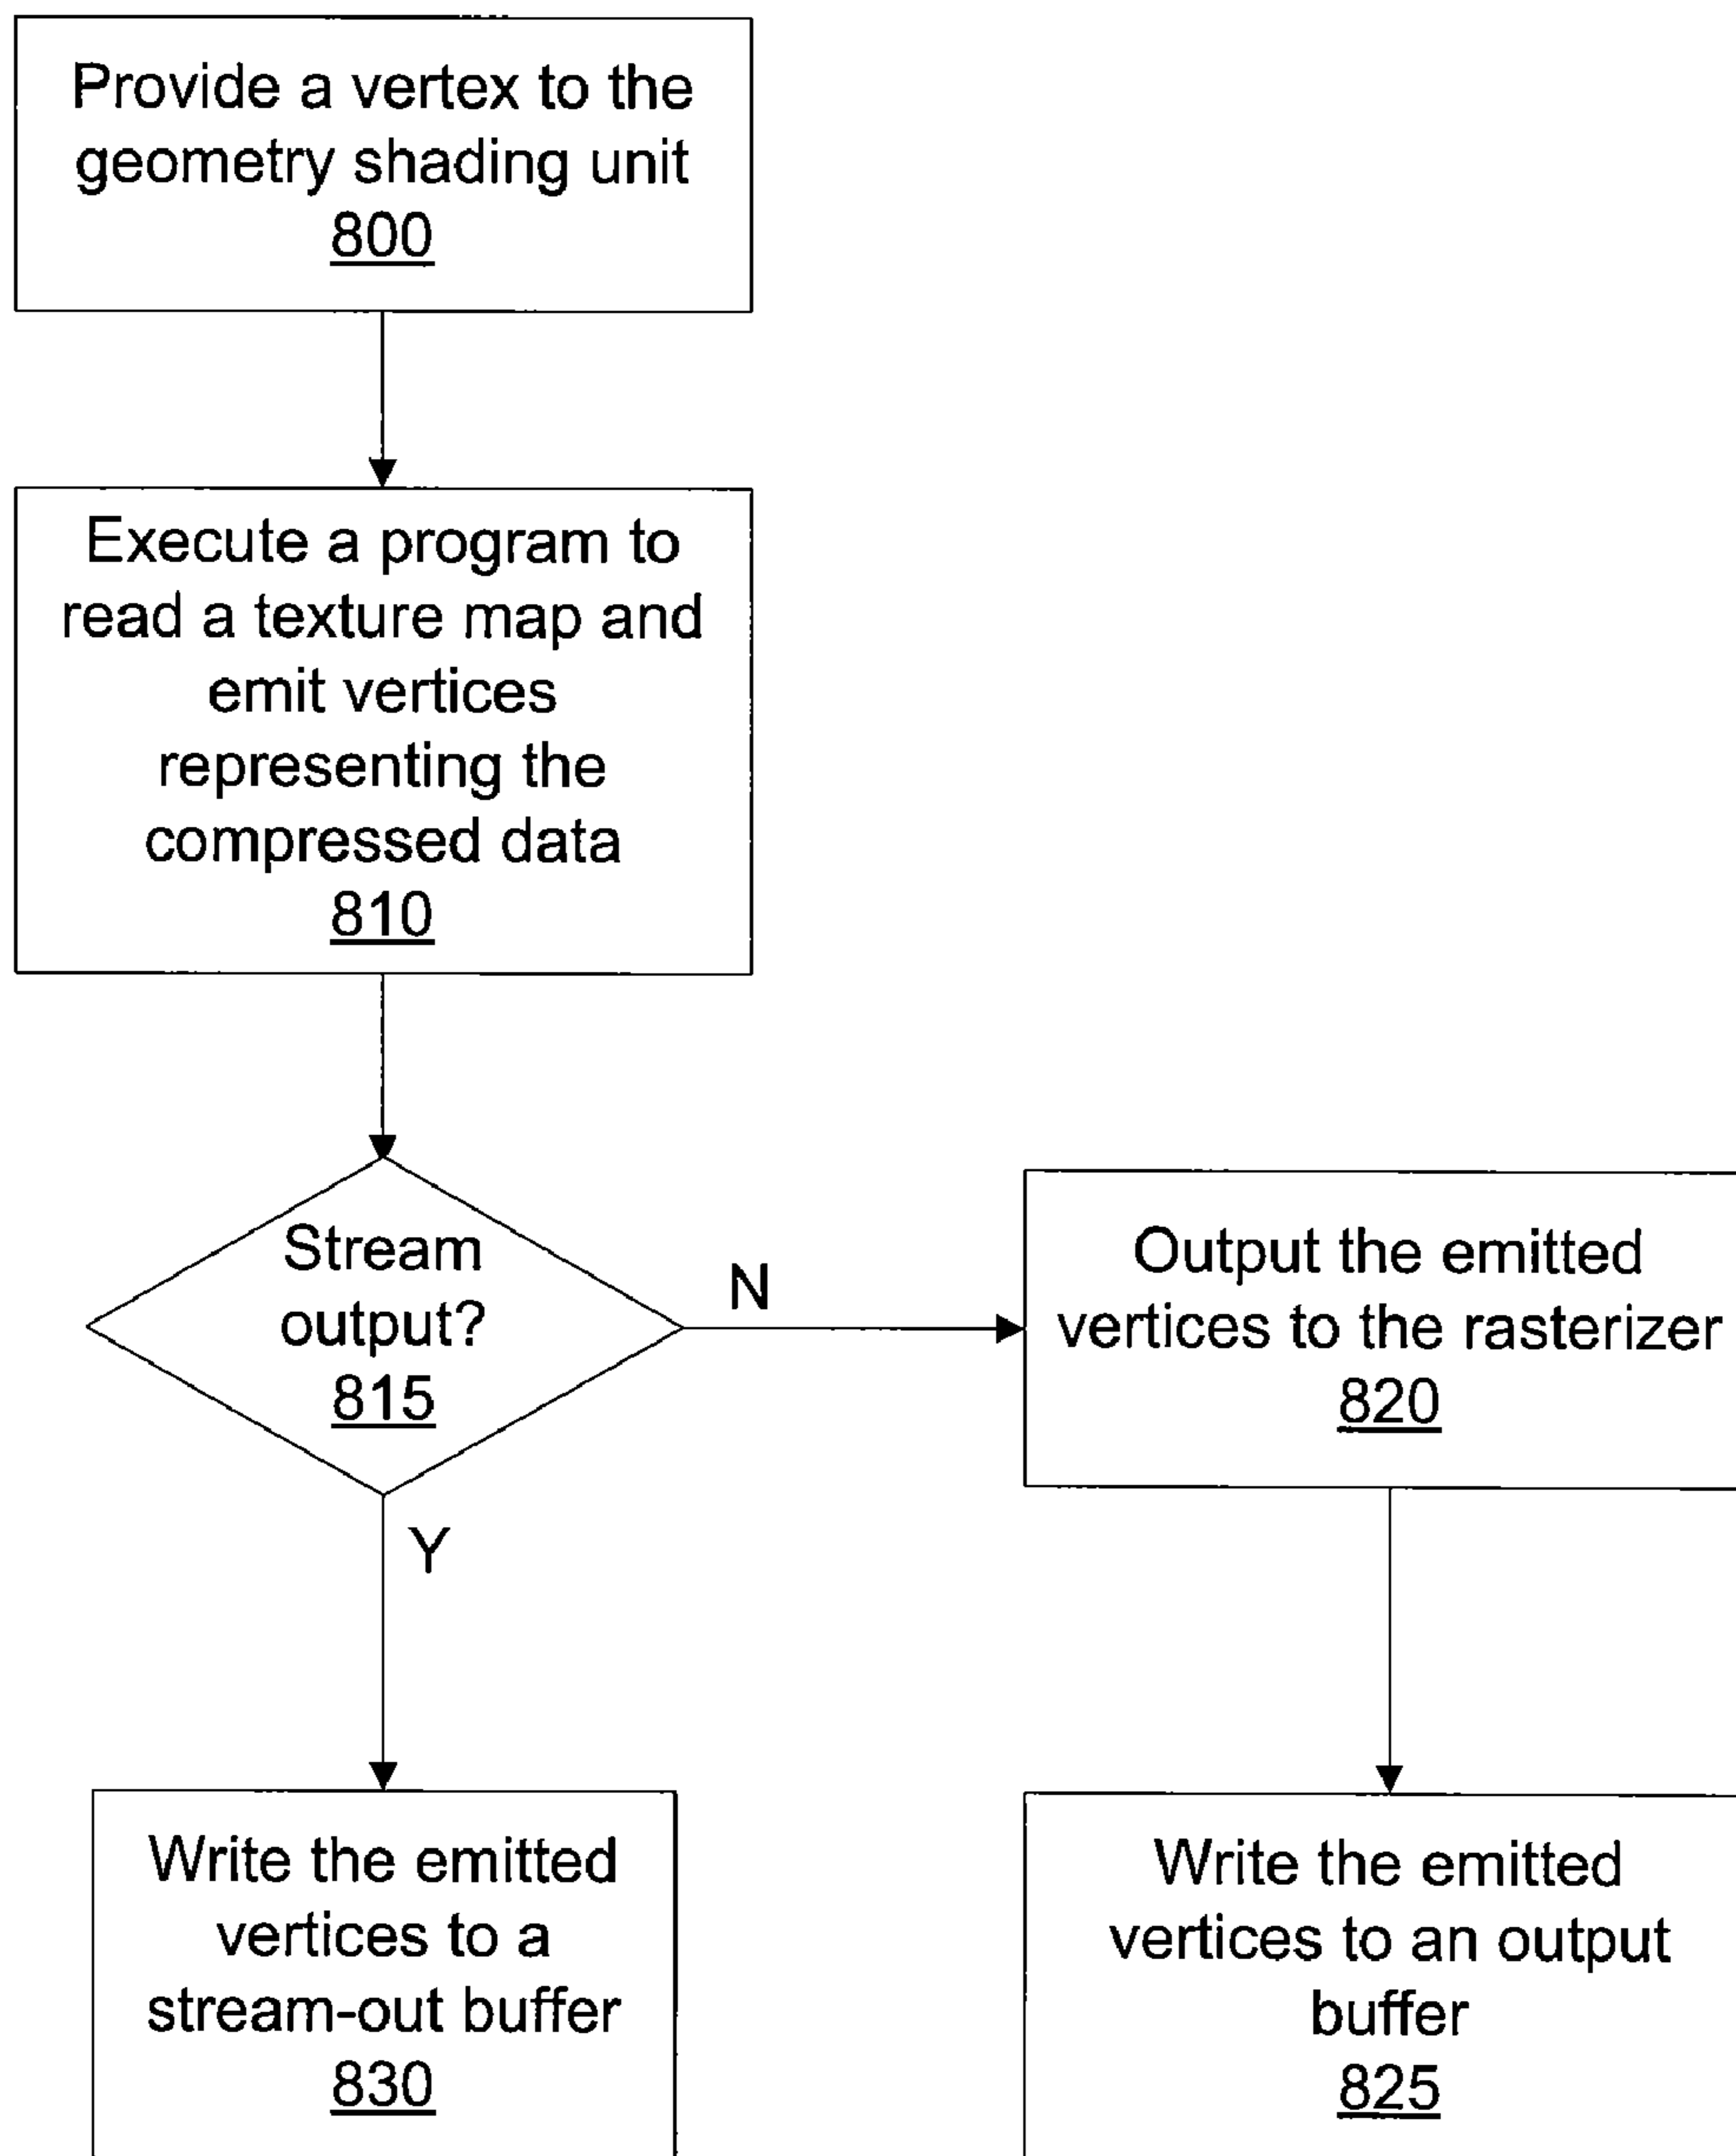 Provide a vertex to the
geometry shading unit
800
Execute a program to
read a texture map and
emit vertices
representing the
compressed data
810
Stream
output?
815
N
Y
Output the emitted
vertices to the rasterizer
820
Write the emitted
vertices to a
stream-out buffer
830
Write the emitted
vertices to an output
buffer
825